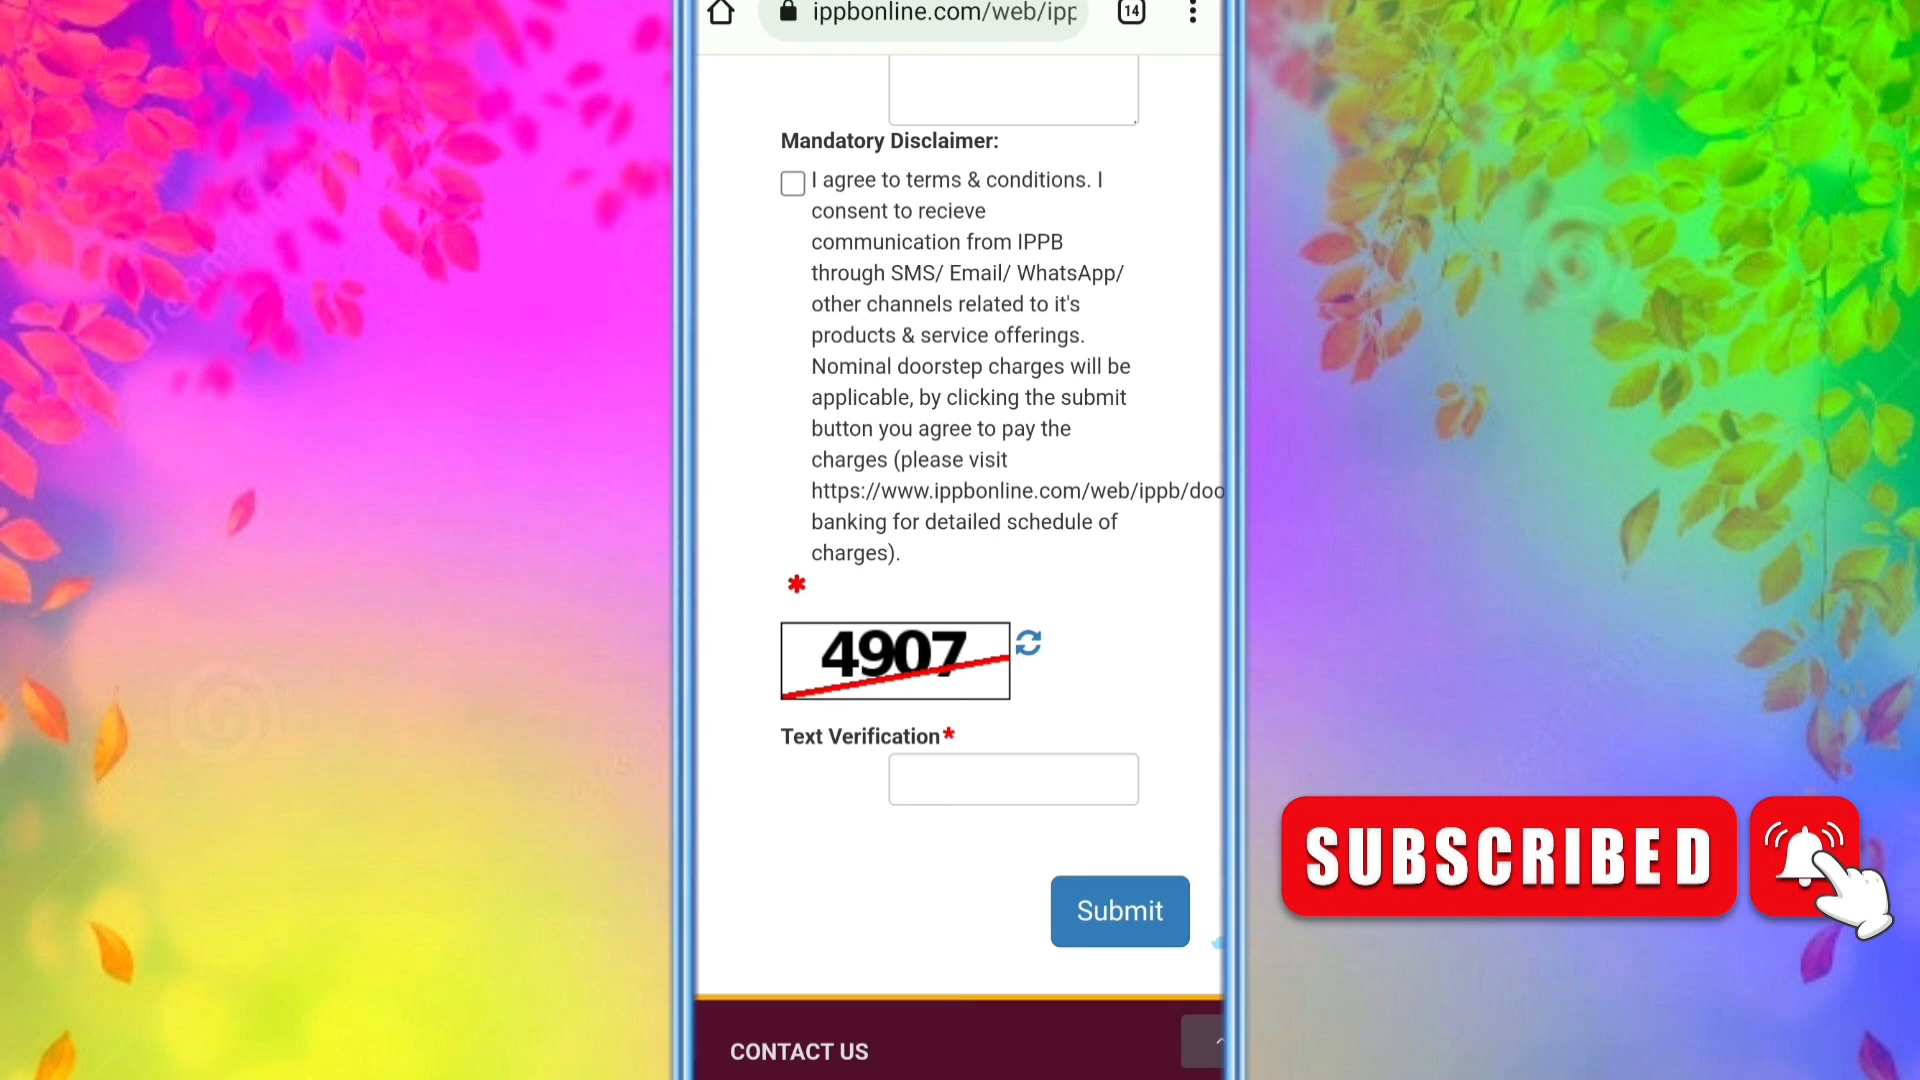 ippbonline.com/web/ipp
14
Mandatory Disclaimer:
I agree to terms & conditions. I
consent to recieve
communication from IPPB
through SMS/ Email/ WhatsApp/
other channels related to it's
products & service offerings.
Nominal doorstep charges will be
applicable, by clicking the submit
button you agree to pay the
charges (please visit
https://www.ippbonline.com/web/ippb/doo
banking for detailed schedule of
charges).
*
4907
Text Verification*
Submit
CONTACT US
SUBSCRIBED